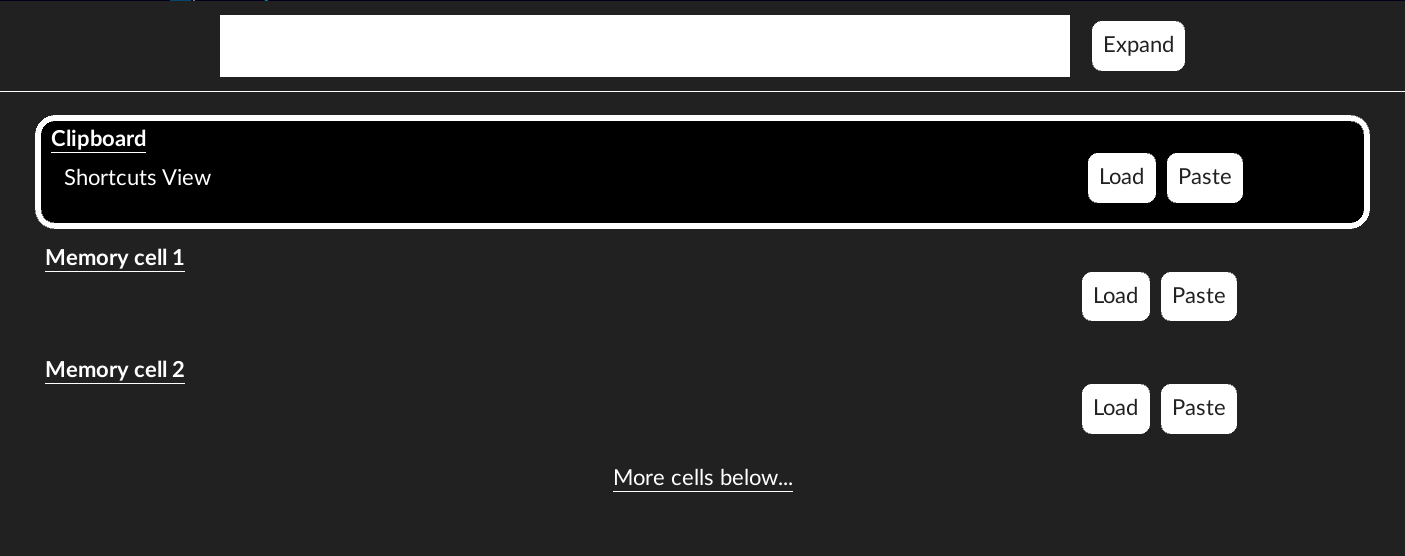 Expand
Clipboard
Shortcuts View
Load Paste
Memory cell 1
Load Paste
Memory cell 2
Load Paste
More cells below...